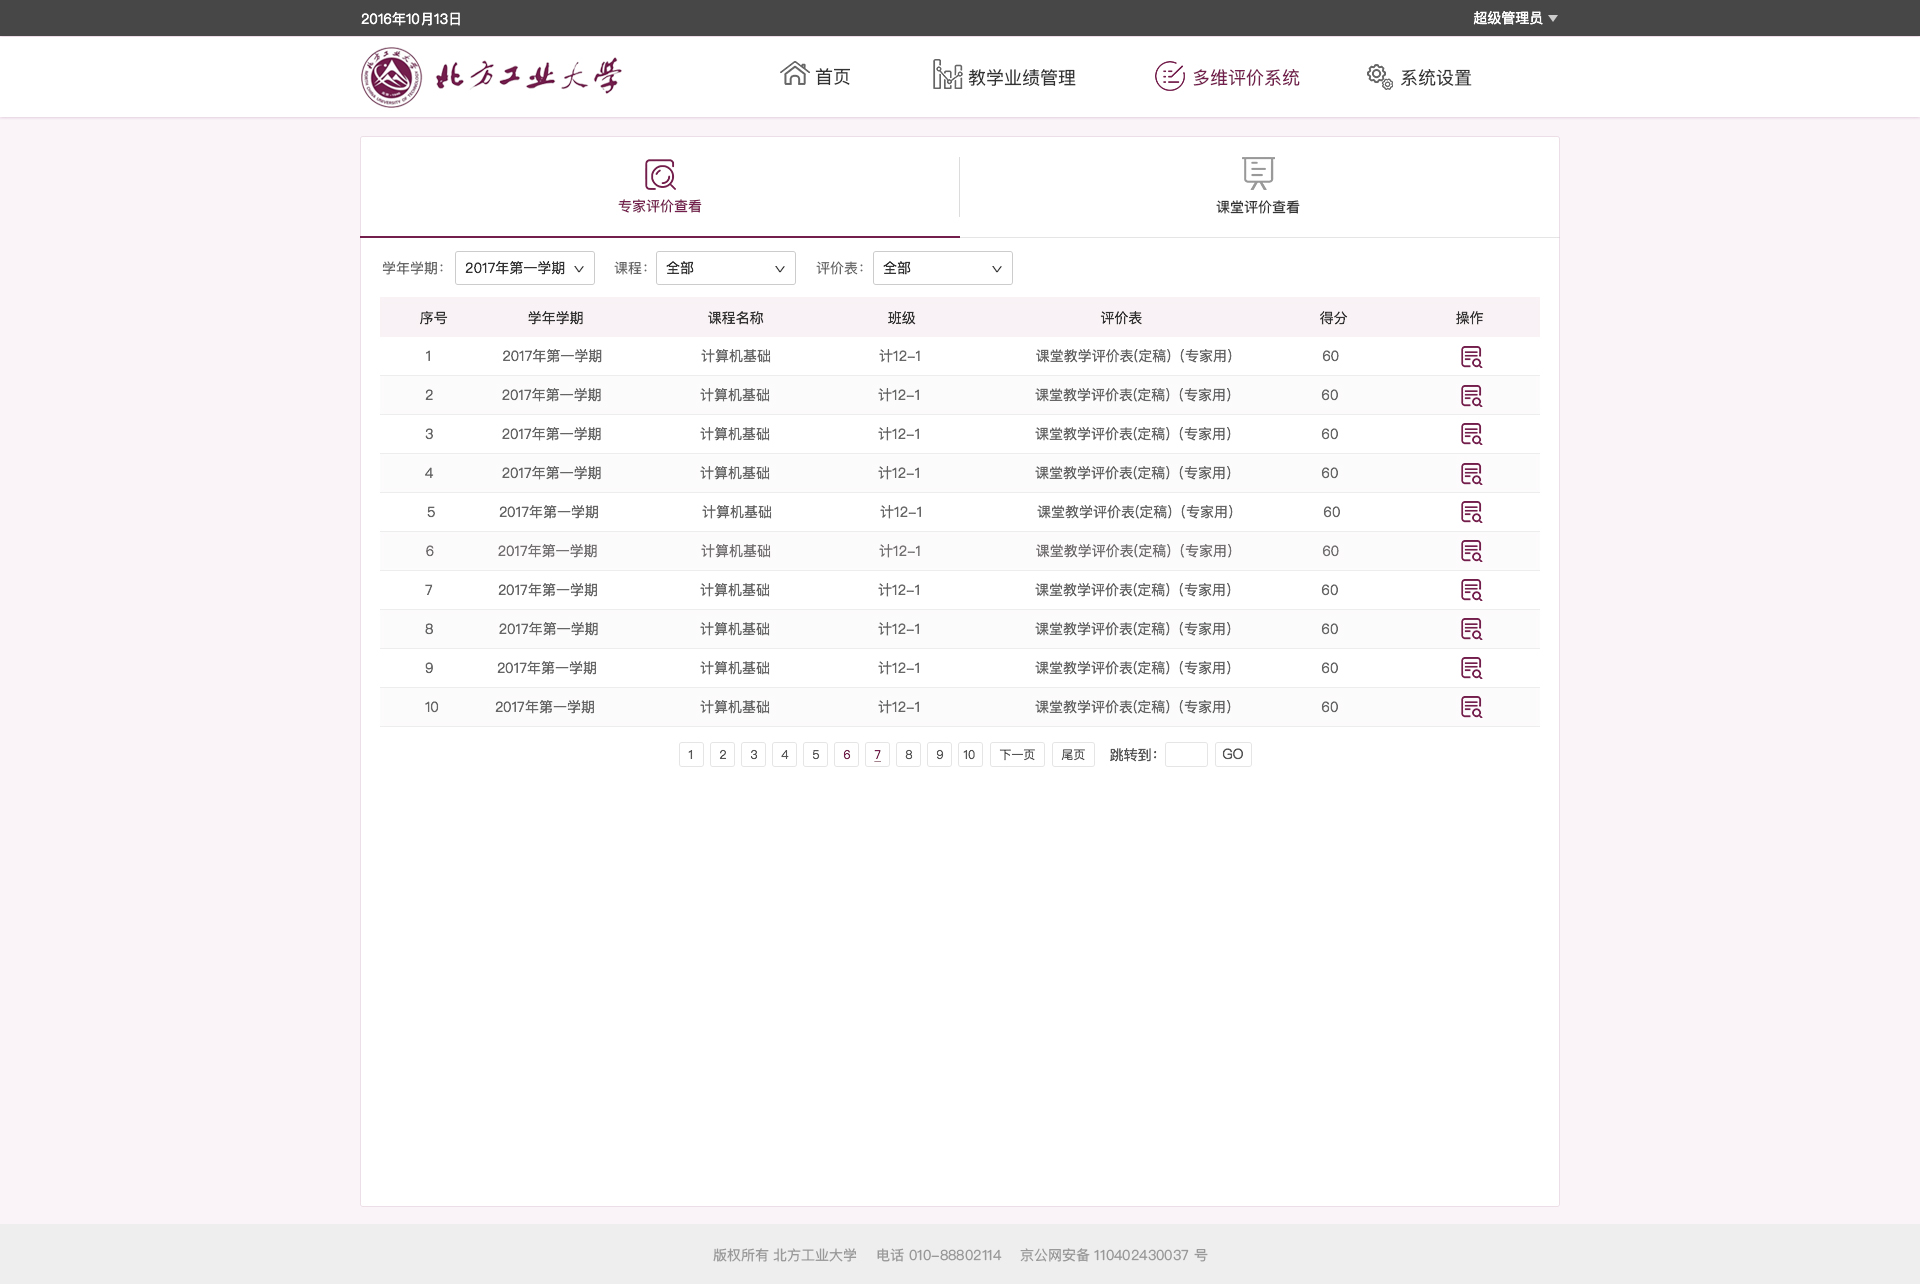 2016年10月13日 超级管理员
北方工业大学 首页 教学业绩管理 多维评价系统 系统设置
专家评价查看 课堂评价查看
学年学期： 2017年第一学期 课程： 全部 评价表： 全部
序号 学年学期 课程名称 班级 评价表 得分 操作
1 2017年第一学期 计算机基础 计12-1 课堂教学评价表(定稿)（专家用） 60
2 2017年第一学期 计算机基础 计12-1 课堂教学评价表(定稿)（专家用） 60
3 2017年第一学期 计算机基础 计12-1 课堂教学评价表(定稿)（专家用） 60
4 2017年第一学期 计算机基础 计12-1 课堂教学评价表(定稿)（专家用） 60
5 2017年第一学期 计算机基础 计12-1 课堂教学评价表(定稿)（专家用） 60
6 2017年第一学期 计算机基础 计12-1 课堂教学评价表(定稿)（专家用） 60
7 2017年第一学期 计算机基础 计12-1 课堂教学评价表(定稿)（专家用） 60
8 2017年第一学期 计算机基础 计12-1 课堂教学评价表(定稿)（专家用） 60
9 2017年第一学期 计算机基础 计12-1 课堂教学评价表(定稿)（专家用） 60
10 2017年第一学期 计算机基础 计12-1 课堂教学评价表(定稿)（专家用） 60
1 2 3 4 5 6 7 8 9 10 下一页 尾页 跳转到： GO
版权所有 北方工业大学 电话 010-88802114 京公网安备 110402430037 号